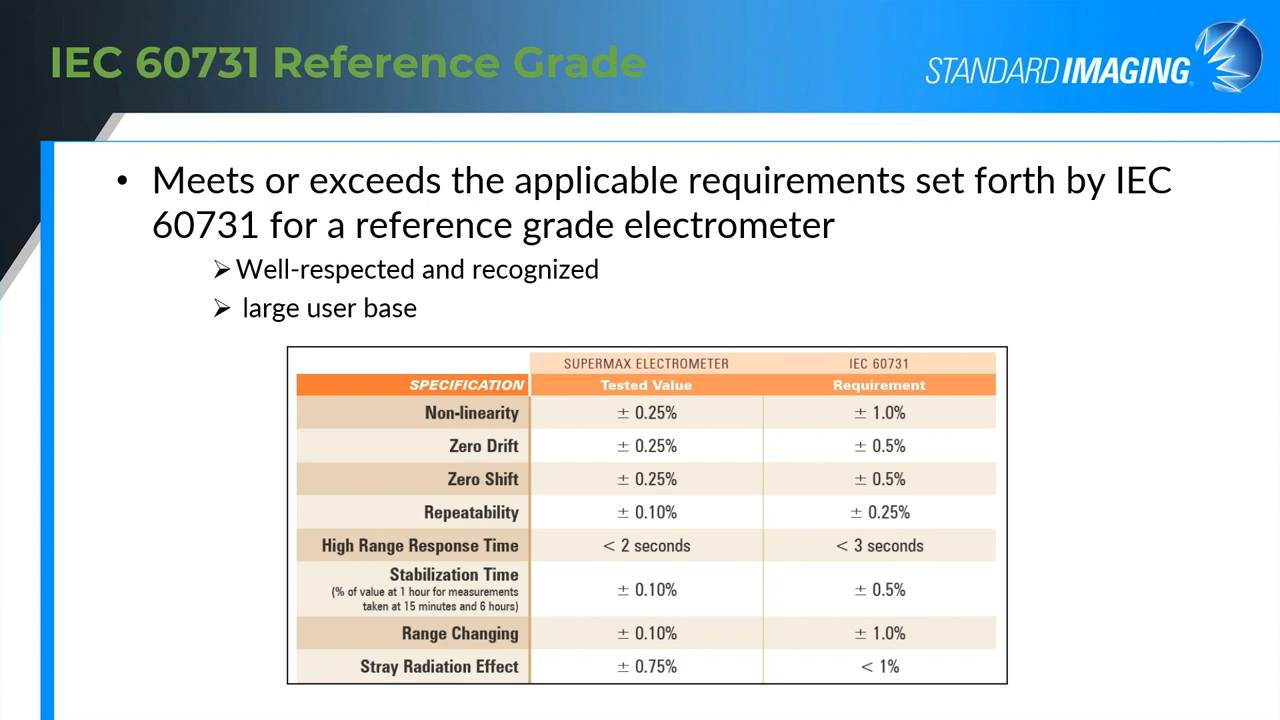 IEC 60731 Reference Grade
STANDARD IMAGING®
• Meets or exceeds the applicable requirements set forth by IEC
60731 for a reference grade electrometer
➢ Well-respected and recognized
➢ large user base
SUPERMAX ELECTROMETER IEC 60731
SPECIFICATION Tested Value Requirement
Non-linearity ± 0.25% ± 1.0%
Zero Drift ± 0.25% ± 0.5%
Zero Shift ± 0.25% ± 0.5%
Repeatability ± 0.10% ± 0.25%
High Range Response Time < 2 seconds < 3 seconds
Stabilization Time
(% of value at 1 hour for measurements
taken at 15 minutes and 6 hours) ± 0.10% ± 0.5%
Range Changing ± 0.10% ± 1.0%
Stray Radiation Effect ± 0.75% < 1%